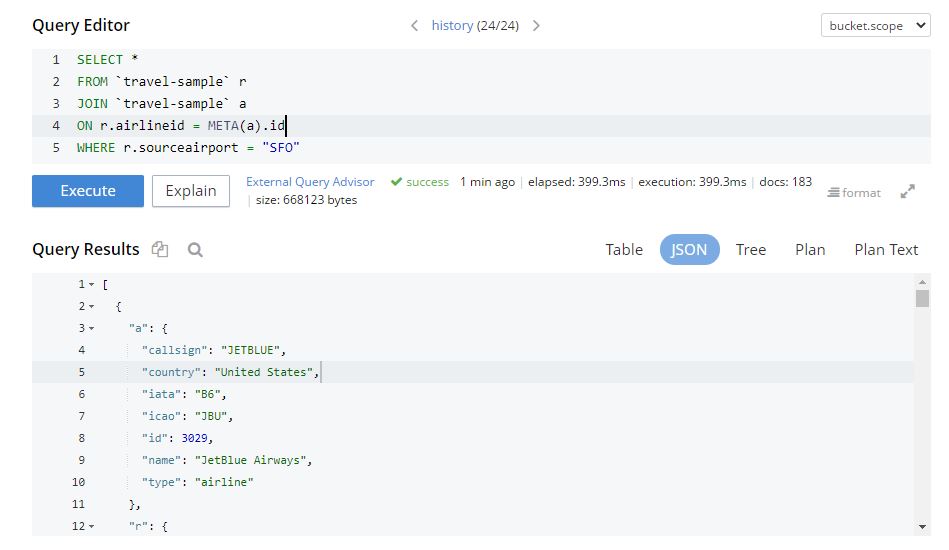 Query Editor
history (24/24)
bucket.scope
1 SELECT *
2 FROM `travel-sample` r
3 JOIN `travel-sample` a
4 ON r.airlineid = META(a).id
5 WHERE r.sourceairport = "SFO"
Execute
Explain
External Query Advisor
success
1 min ago
elapsed: 399.3ms
execution: 399.3ms
docs: 183
size: 668123 bytes
format
Query Results
Table
JSON
Tree
Plan
Plan Text
1 [
2 {
3 "a": {
4 "callsign": "JETBLUE",
5 "country": "United States",
6 "iata": "B6",
7 "icao": "JBU",
8 "id": 3029,
9 "name": "JetBlue Airways",
10 "type": "airline"
11 },
12 "r": {